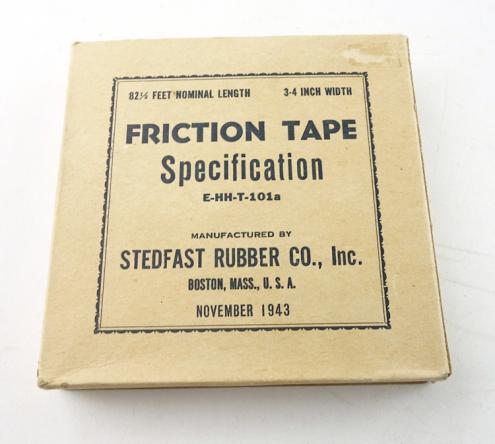 82½ FEET NOMINAL LENGTH 3-4 INCH WIDTH
FRICTION TAPE
Specification
E-HH-T-101a
MANUFACTURED BY
STEDFAST RUBBER CO., Inc.
BOSTON, MASS., U. S. A.
NOVEMBER 1943